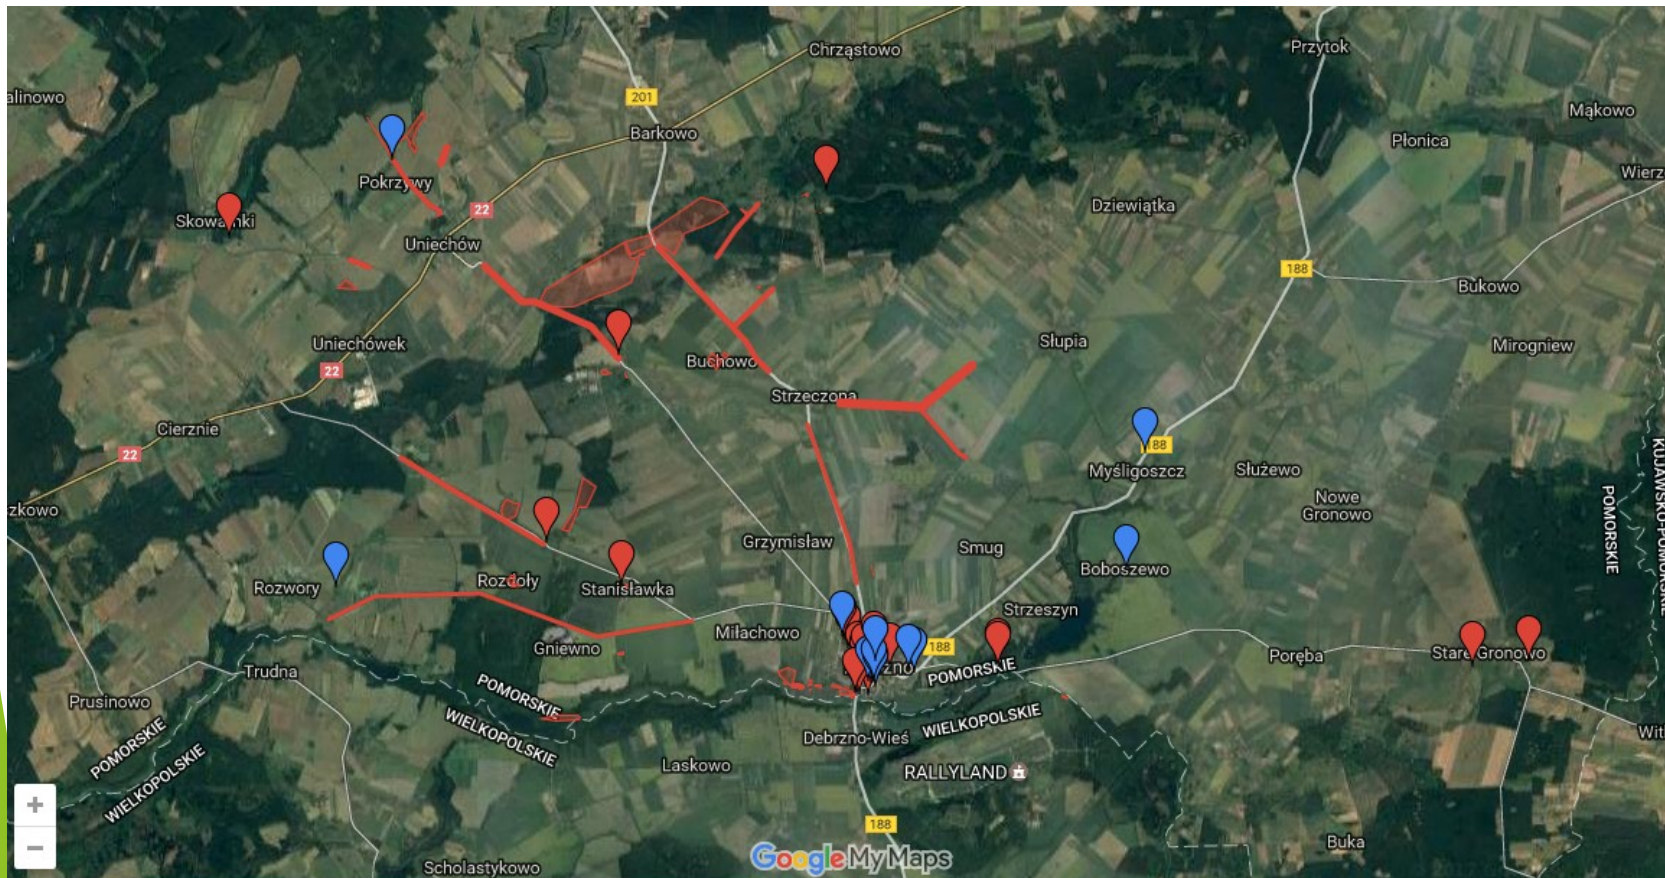 Chrząstowo
Przytok
alinowo
201
Mąkowo
Barkowo
Płonica
Wierz
Pokrzywy
Dziewiątka
22
Uniechów
188
Bukowo
Uniechówek
Słupia
Mirogniew
22
Buchowo
Strzeczona
Cierznie
22
188
Myśligoszcz
Służewo
KUJAWSKO-POMORSKIE
POMORSKIE
Nowe
Gronowo
zkowo
Grzymisław
Smug
Boboszewo
Rozwory
Rozdoły
Stanisławka
Strzeszyn
Miłachowo
Gniewno
188
Poręba
Stare Gronowo
Trudna
POMORSKIE
POMORSKIE
Prusinowo
WIELKOPOLSKIE
WIELKOPOLSKIE
POMORSKIE
WIELKOPOLSKIE
Debrzno-Wieś
Wit
Laskowo
RALLYLAND
+
−
188
Buka
Google My Maps
Scholastykowo